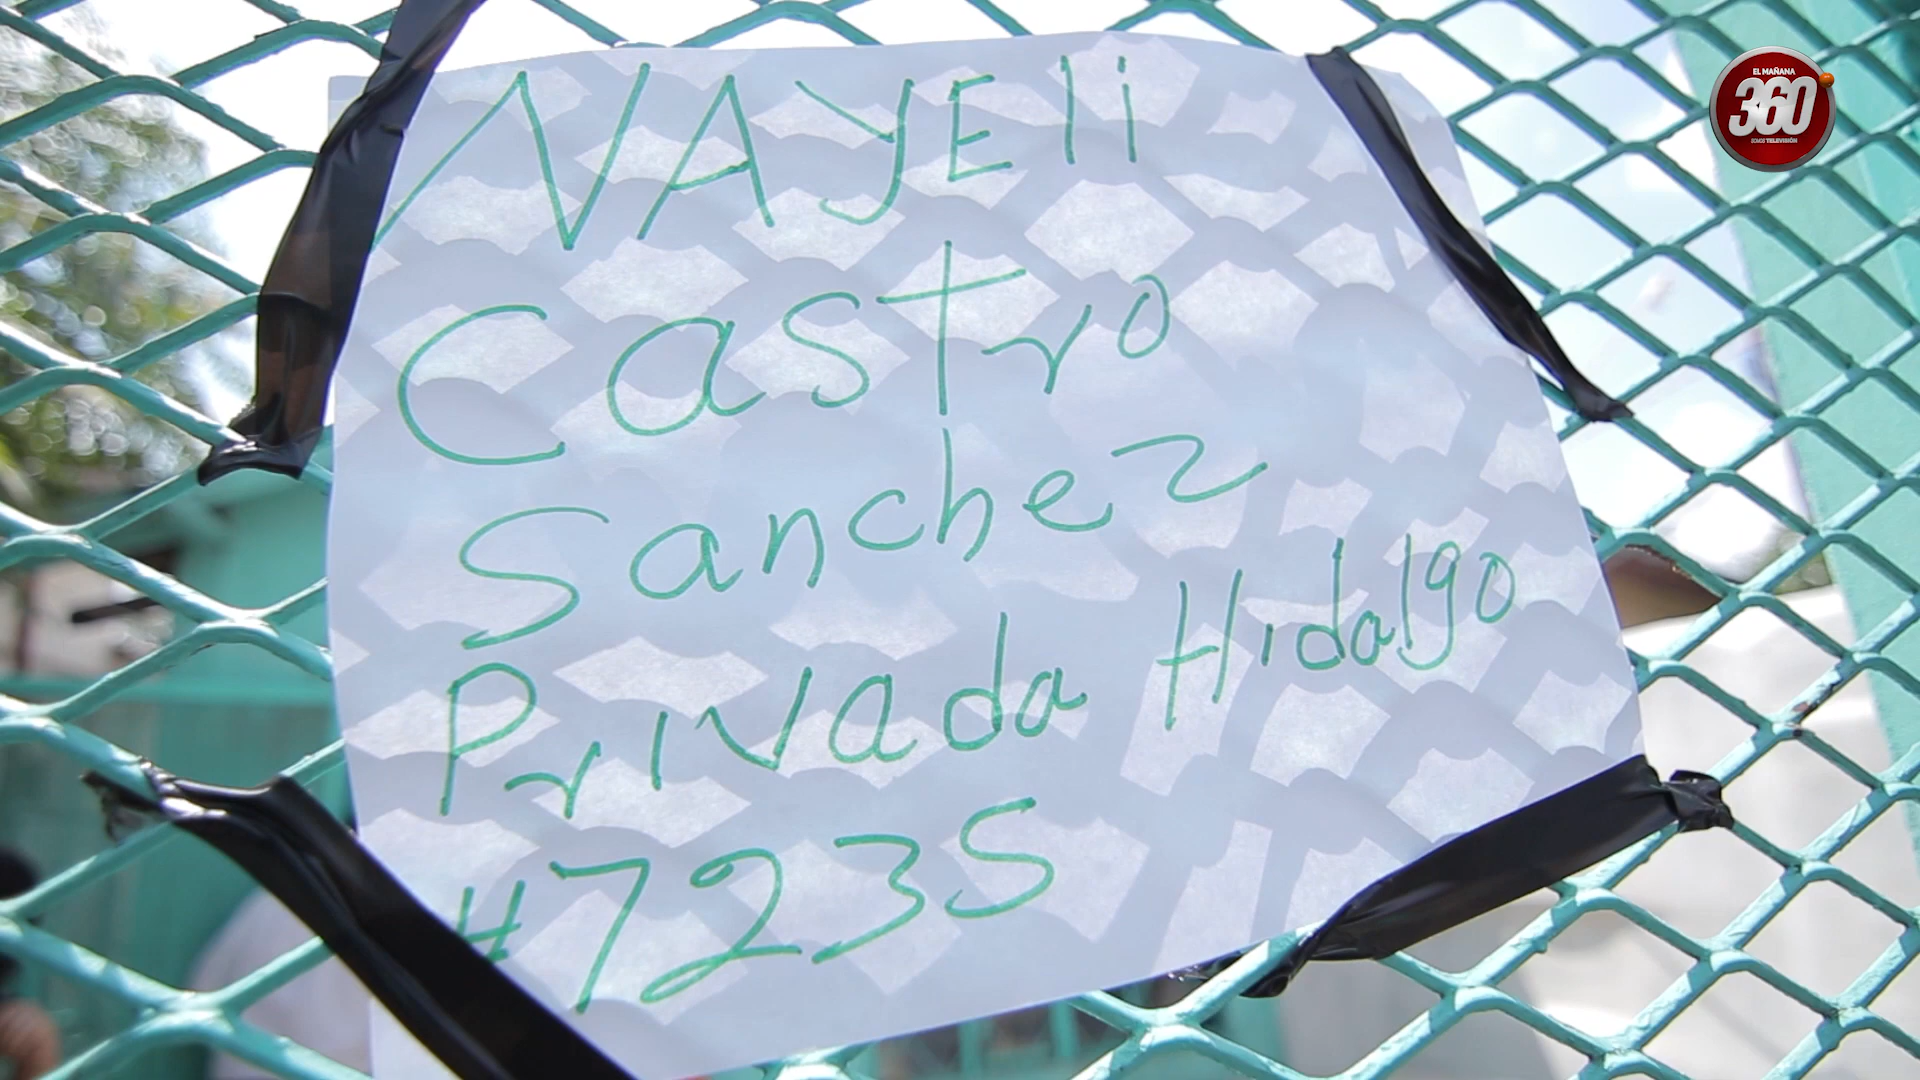 NAYEli
Castro
Sanchez
Privada Hidalgo
#7235
EL MAÑANA
360